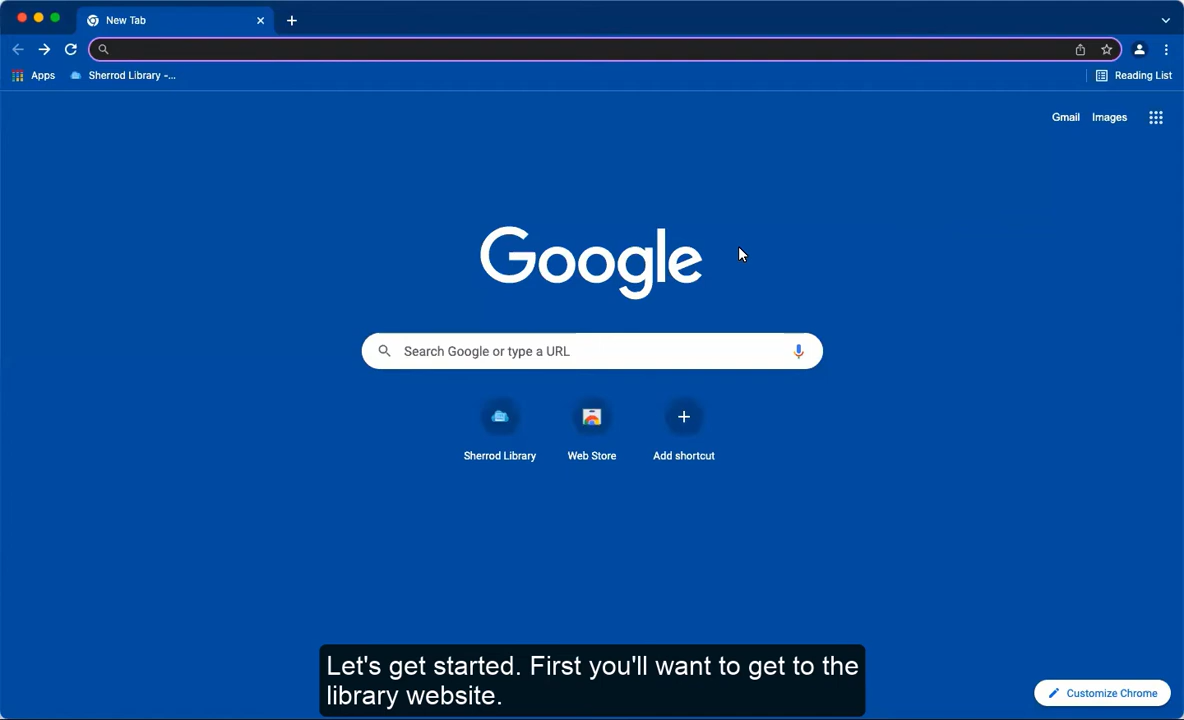 New Tab
Apps
Sherrod Library -...
Reading List
Gmail
Images
Google
Search Google or type a URL
Sherrod Library
Web Store
Add shortcut
Let's get started. First you'll want to get to the
library website.
Customize Chrome